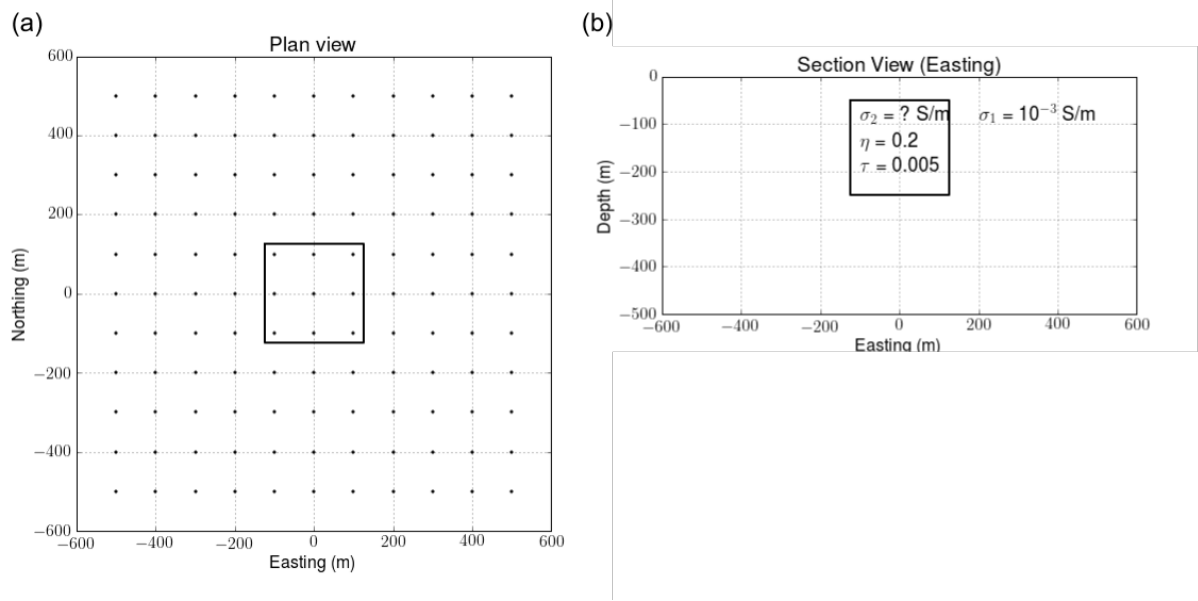 (a)
Plan view
600
400
200
0
−200
−400
−600
−600 −400 −200 0 200 400 600
Northing (m)
Easting (m)
(b)
Section View (Easting)
0
−100
−200
−300
−400
−500
−600 −400 −200 0 200 400 600
Depth (m)
Easting (m)
σ₂ = ? S/m
η = 0.2
τ = 0.005
σ₁ = 10⁻³ S/m